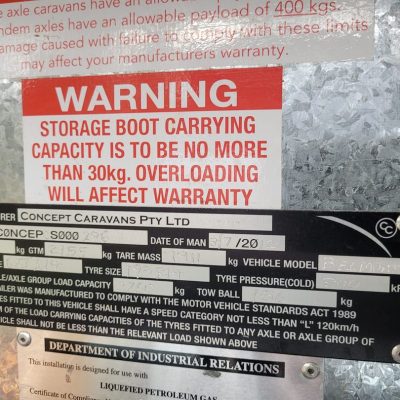 e axle caravans have an allowable
ndem axles have an allowable payload of 400 kgs.
amage caused with failure to comply with these limits
may affect your manufacturers warranty.
WARNING
STORAGE BOOT CARRYING
CAPACITY IS TO BE NO MORE
THAN 30kg. OVERLOADING
WILL AFFECT WARRANTY
RER CONCEPT CARAVANS PTY LTD
CONCEP S000 DATE OF MAN /20
kg GTM kg TARE MASS kg VEHICLE MODEL
TYRE SIZE TYRE PRESSURE(COLD) kP
LE/AXLE GROUP LOAD CAPACITY kg TOW BALL kg
ILER WAS MANUFACTURED TO COMPLY WITH THE MOTOR VEHICLE STANDARDS ACT 1989
ES FITTED TO THIS VEHICLE SHALL HAVE A SPEED CATEGORY NOT LESS THAN "L" 120km/h
M OF THE LOAD CARRYING CAPACITIES OF THE TYRES FITTED TO ANY AXLE OR AXLE GROUP OF
HICLE SHALL NOT BE LESS THAN THE RELEVANT LOAD SHOWN ABOVE
DEPARTMENT OF INDUSTRIAL RELATIONS
This installation is designed for use with
LIQUEFIED PETROLEUM GAS
Certificate of Compliance